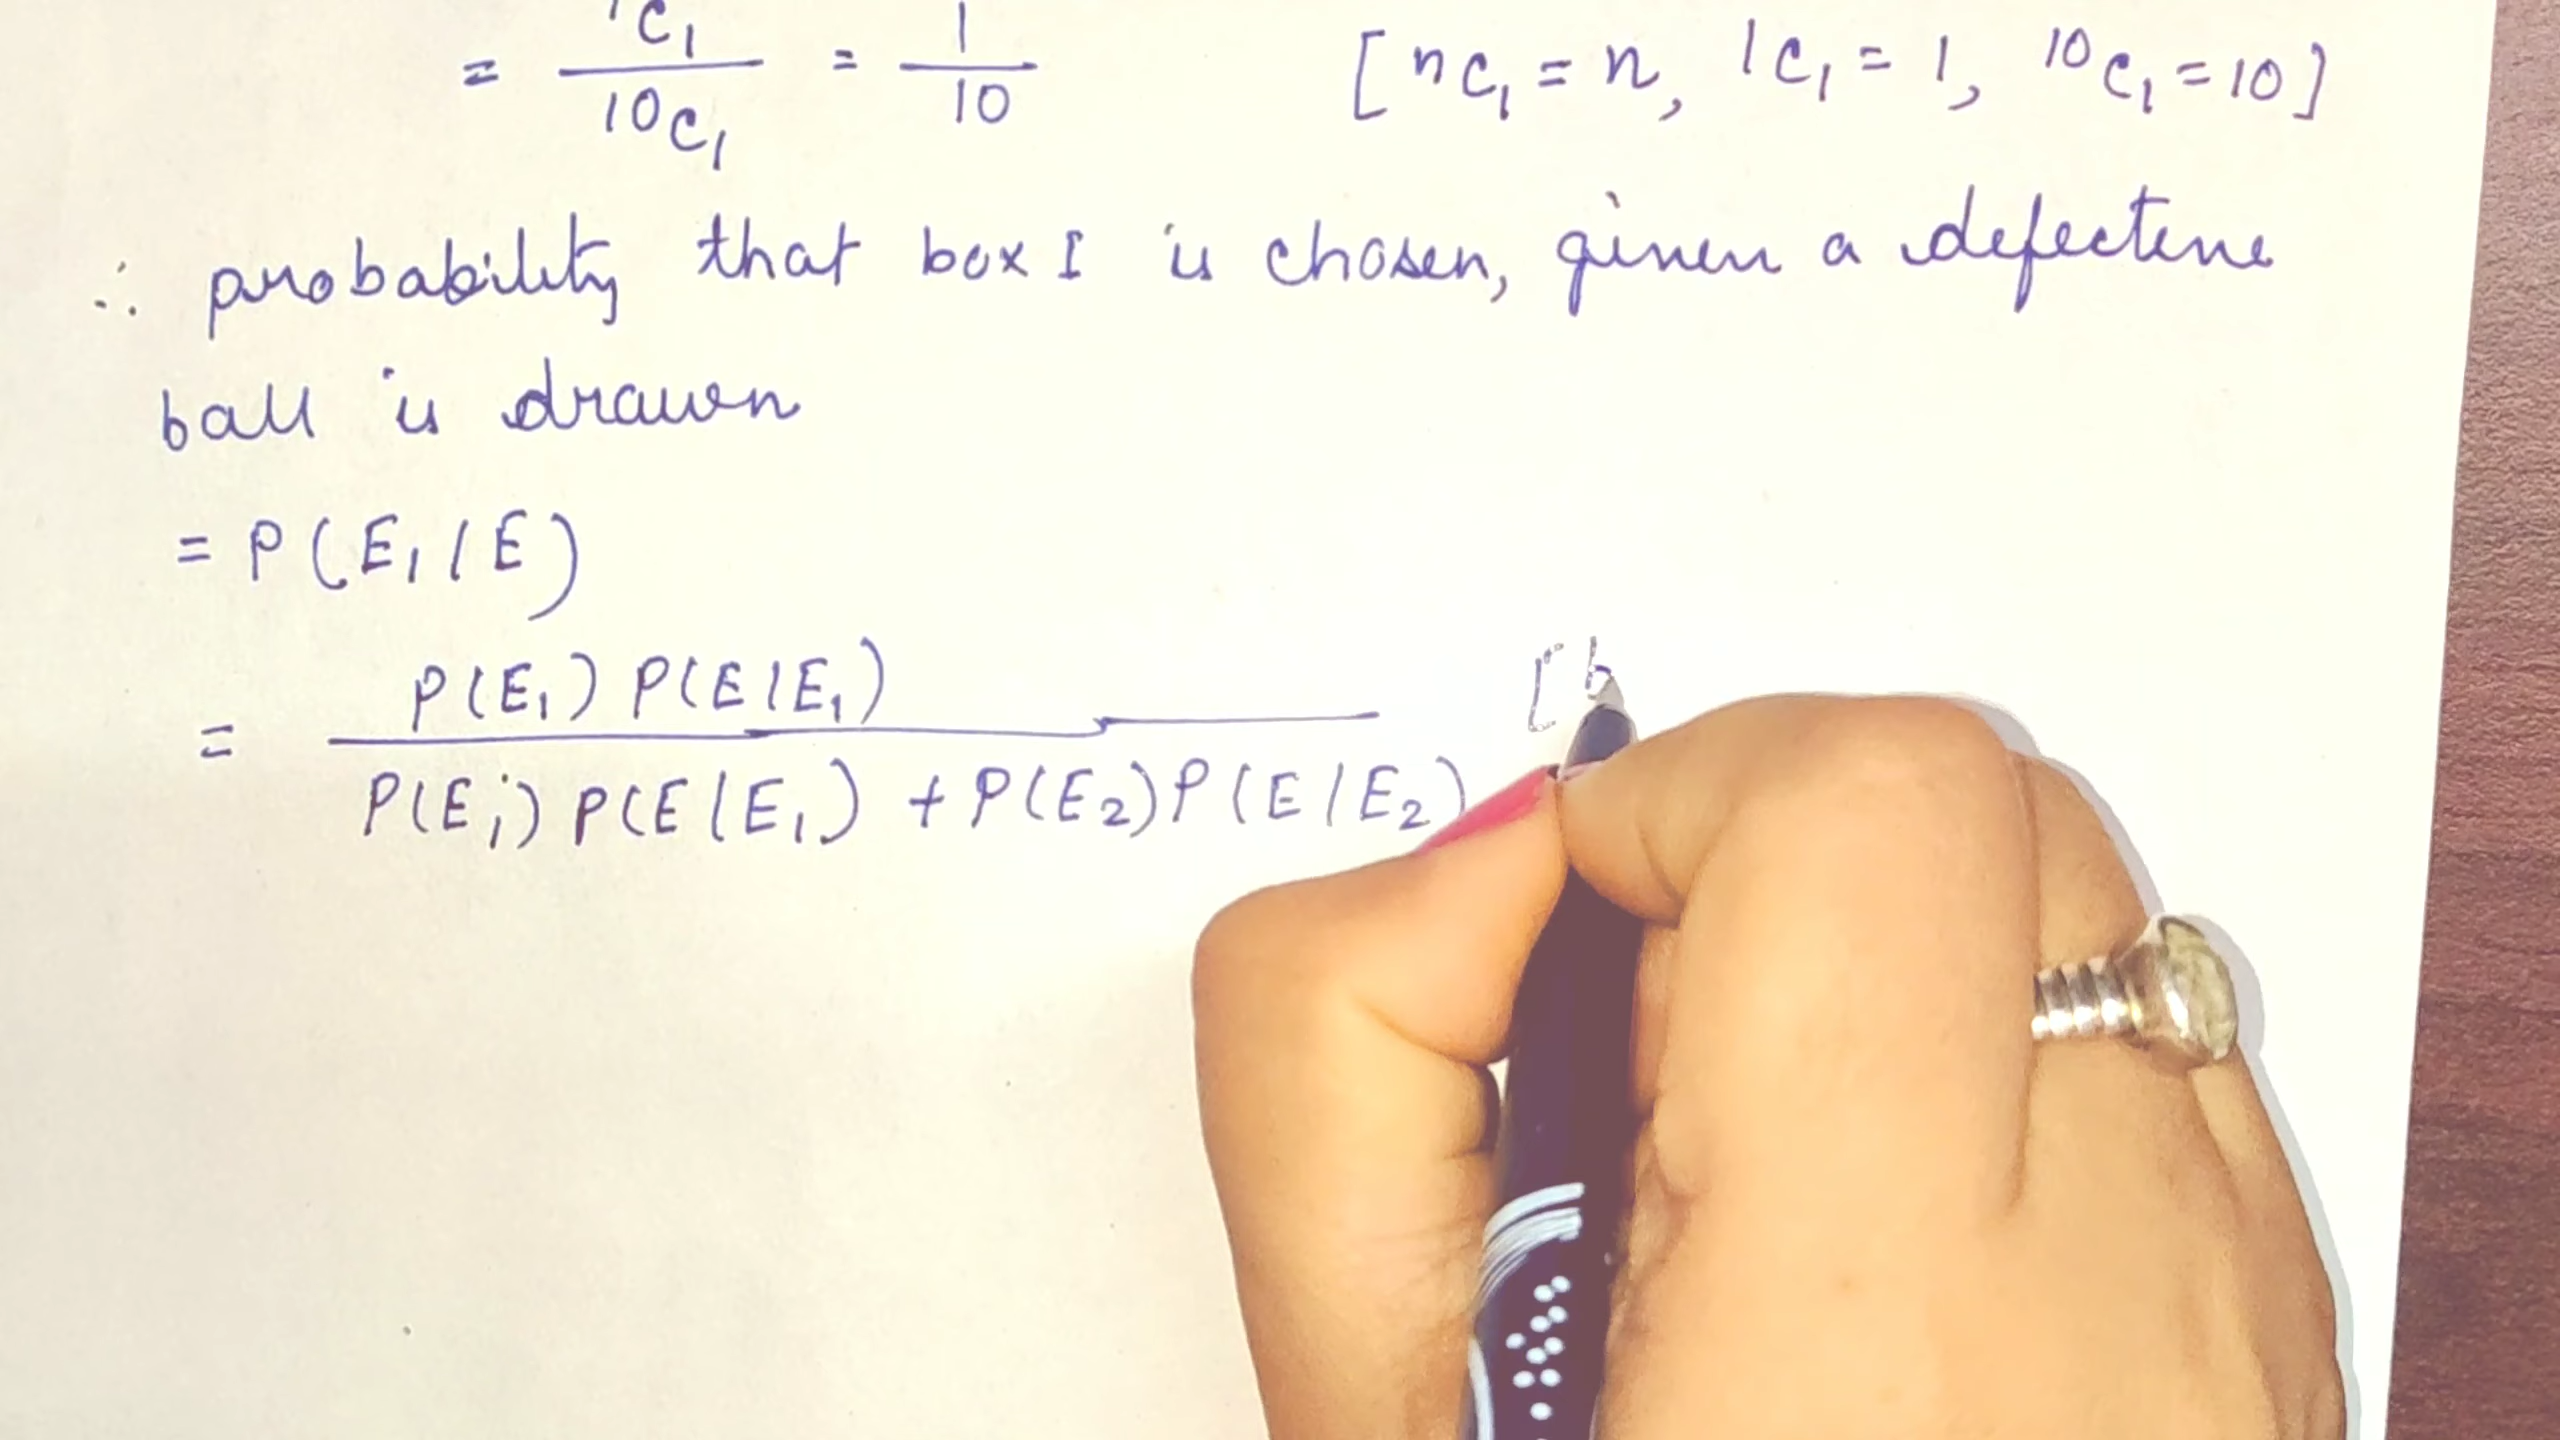 = 1C1 / 10C1 = 1/10 [nC1 = n, 1C1 = 1, 10C1 = 10]
∴ probability that box I is chosen, given a defective
ball is drawn
= P(E1/E)
= P(E1) P(E/E1) / P(E1) P(E/E1) + P(E2) P(E/E2) [b